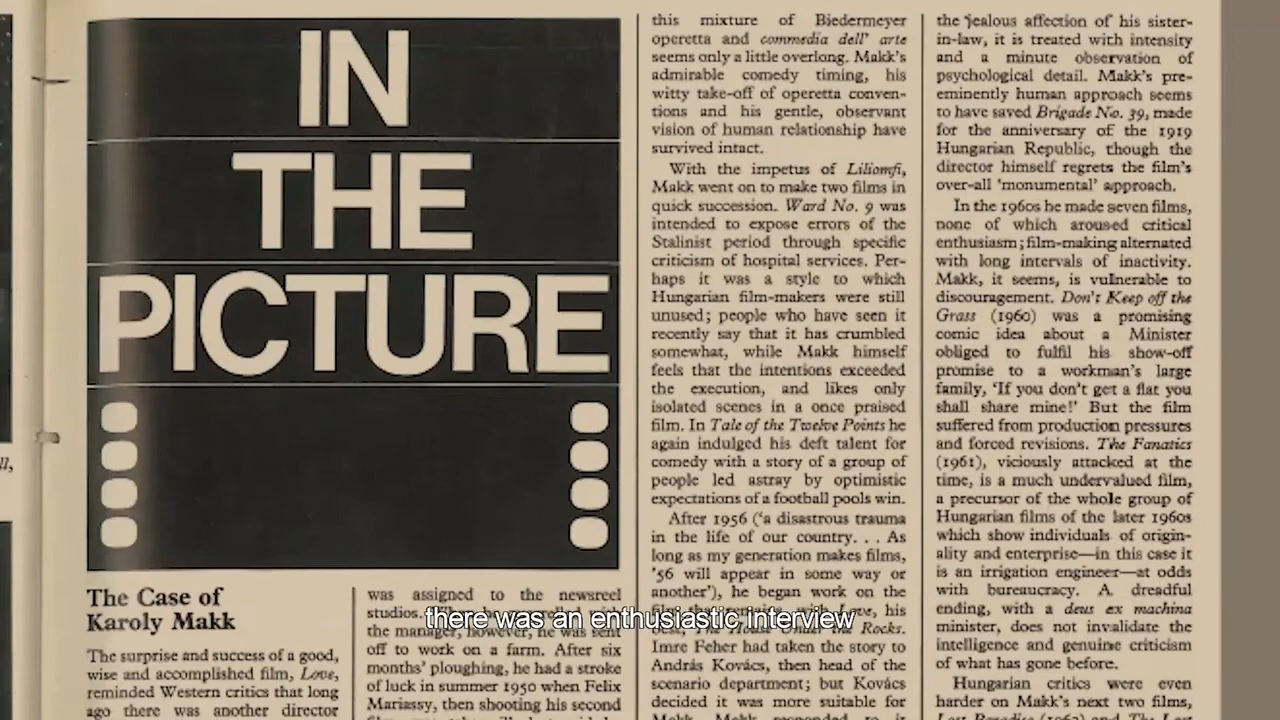 IN
THE
PICTURE
The Case of
Karoly Makk
The surprise and success of a good,
wise and accomplished film, Love,
reminded Western critics that long
ago there was another director
was assigned to the newsreel
studios.
the manager, however, he was sent
off to work on a farm. After six
months' ploughing, he had a stroke
of luck in summer 1950 when Felix
Mariassy, then shooting his second
this mixture of Biedermeyer
operetta and commedia dell' arte
seems only a little overlong. Makk's
admirable comedy timing, his
witty take-off of operetta conven-
tions and his gentle, observant
vision of human relationship have
survived intact.
With the impetus of Liliomfi,
Makk went on to make two films in
quick succession. Ward No. 9 was
intended to expose errors of the
Stalinist period through specific
criticism of hospital services. Per-
haps it was a style to which
Hungarian film-makers were still
unused; people who have seen it
recently say that it has crumbled
somewhat, while Makk himself
feels that the intentions exceeded
the execution, and likes only
isolated scenes in a once praised
film. In Tale of the Twelve Points he
again indulged his deft talent for
comedy with a story of a group of
people led astray by optimistic
expectations of a football pools win.
After 1956 ('a disastrous trauma
in the life of our country. . . As
long as my generation makes films,
'56 will appear in some way or
another'), he began work on the
film that remains, with Love, his
best, The House Under the Rocks.
Imre Feher had taken the story to
András Kovács, then head of the
scenario department; but Kovács
decided it was more suitable for
Makk. Makk responded to it
the jealous affection of his sister-
in-law, it is treated with intensity
and a minute observation of
psychological detail. Makk's pre-
eminently human approach seems
to have saved Brigade No. 39, made
for the anniversary of the 1919
Hungarian Republic, though the
director himself regrets the film's
over-all 'monumental' approach.
In the 1960s he made seven films,
none of which aroused critical
enthusiasm; film-making alternated
with long intervals of inactivity.
Makk, it seems, is vulnerable to
discouragement. Don't Keep off the
Grass (1960) was a promising
comic idea about a Minister
obliged to fulfil his show-off
promise to a workman's large
family, 'If you don't get a flat you
shall share mine!' But the film
suffered from production pressures
and forced revisions. The Fanatics
(1961), viciously attacked at the
time, is a much undervalued film,
a precursor of the whole group of
Hungarian films of the later 1960s
which show individuals of origin-
ality and enterprise—in this case it
is an irrigation engineer—at odds
with bureaucracy. A dreadful
ending, with a deus ex machina
minister, does not invalidate the
intelligence and genuine criticism
of what has gone before.
Hungarian critics were even
harder on Makk's next two films,
there was an enthusiastic interview